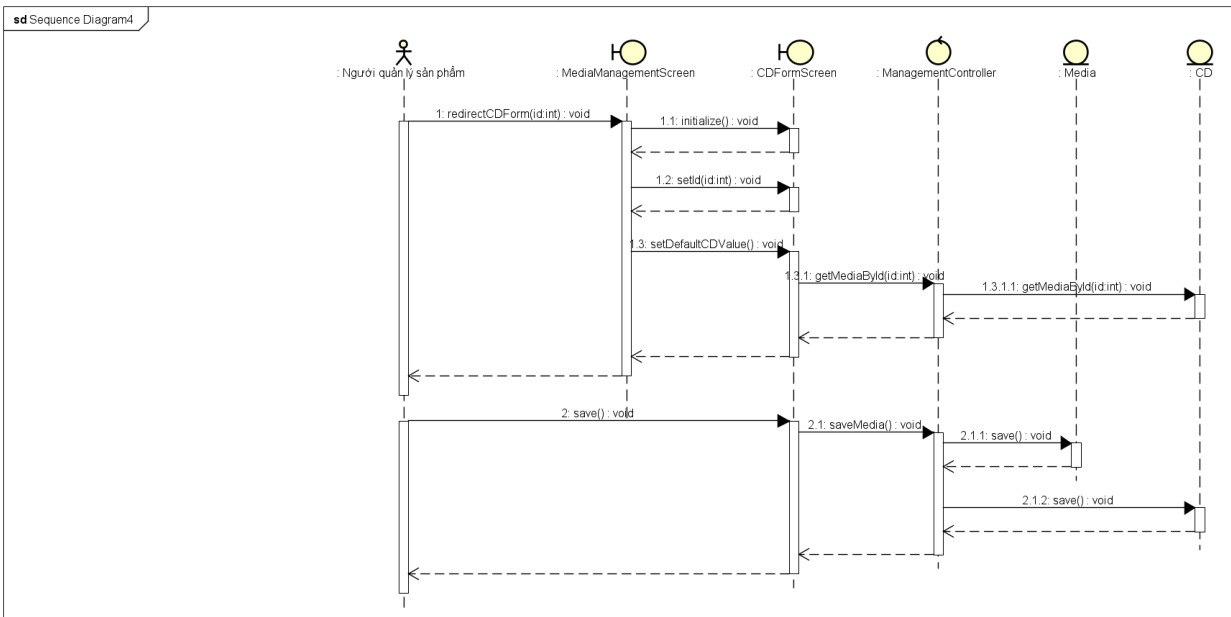 sd Sequence Diagram4
: Người quản lý sản phẩm
: MediaManagementScreen
: CDFormScreen
: ManagementController
: Media
: CD
1: redirectCDForm(id:int) : void
1.1: initialize() : void
1.2: setId(id:int) : void
1.3: setDefaultCDValue() : void
1.3.1: getMediaById(id:int) : void
1.3.1.1: getMediaById(id:int) : void
2: save() : void
2.1: saveMedia() : void
2.1.1: save() : void
2.1.2: save() : void